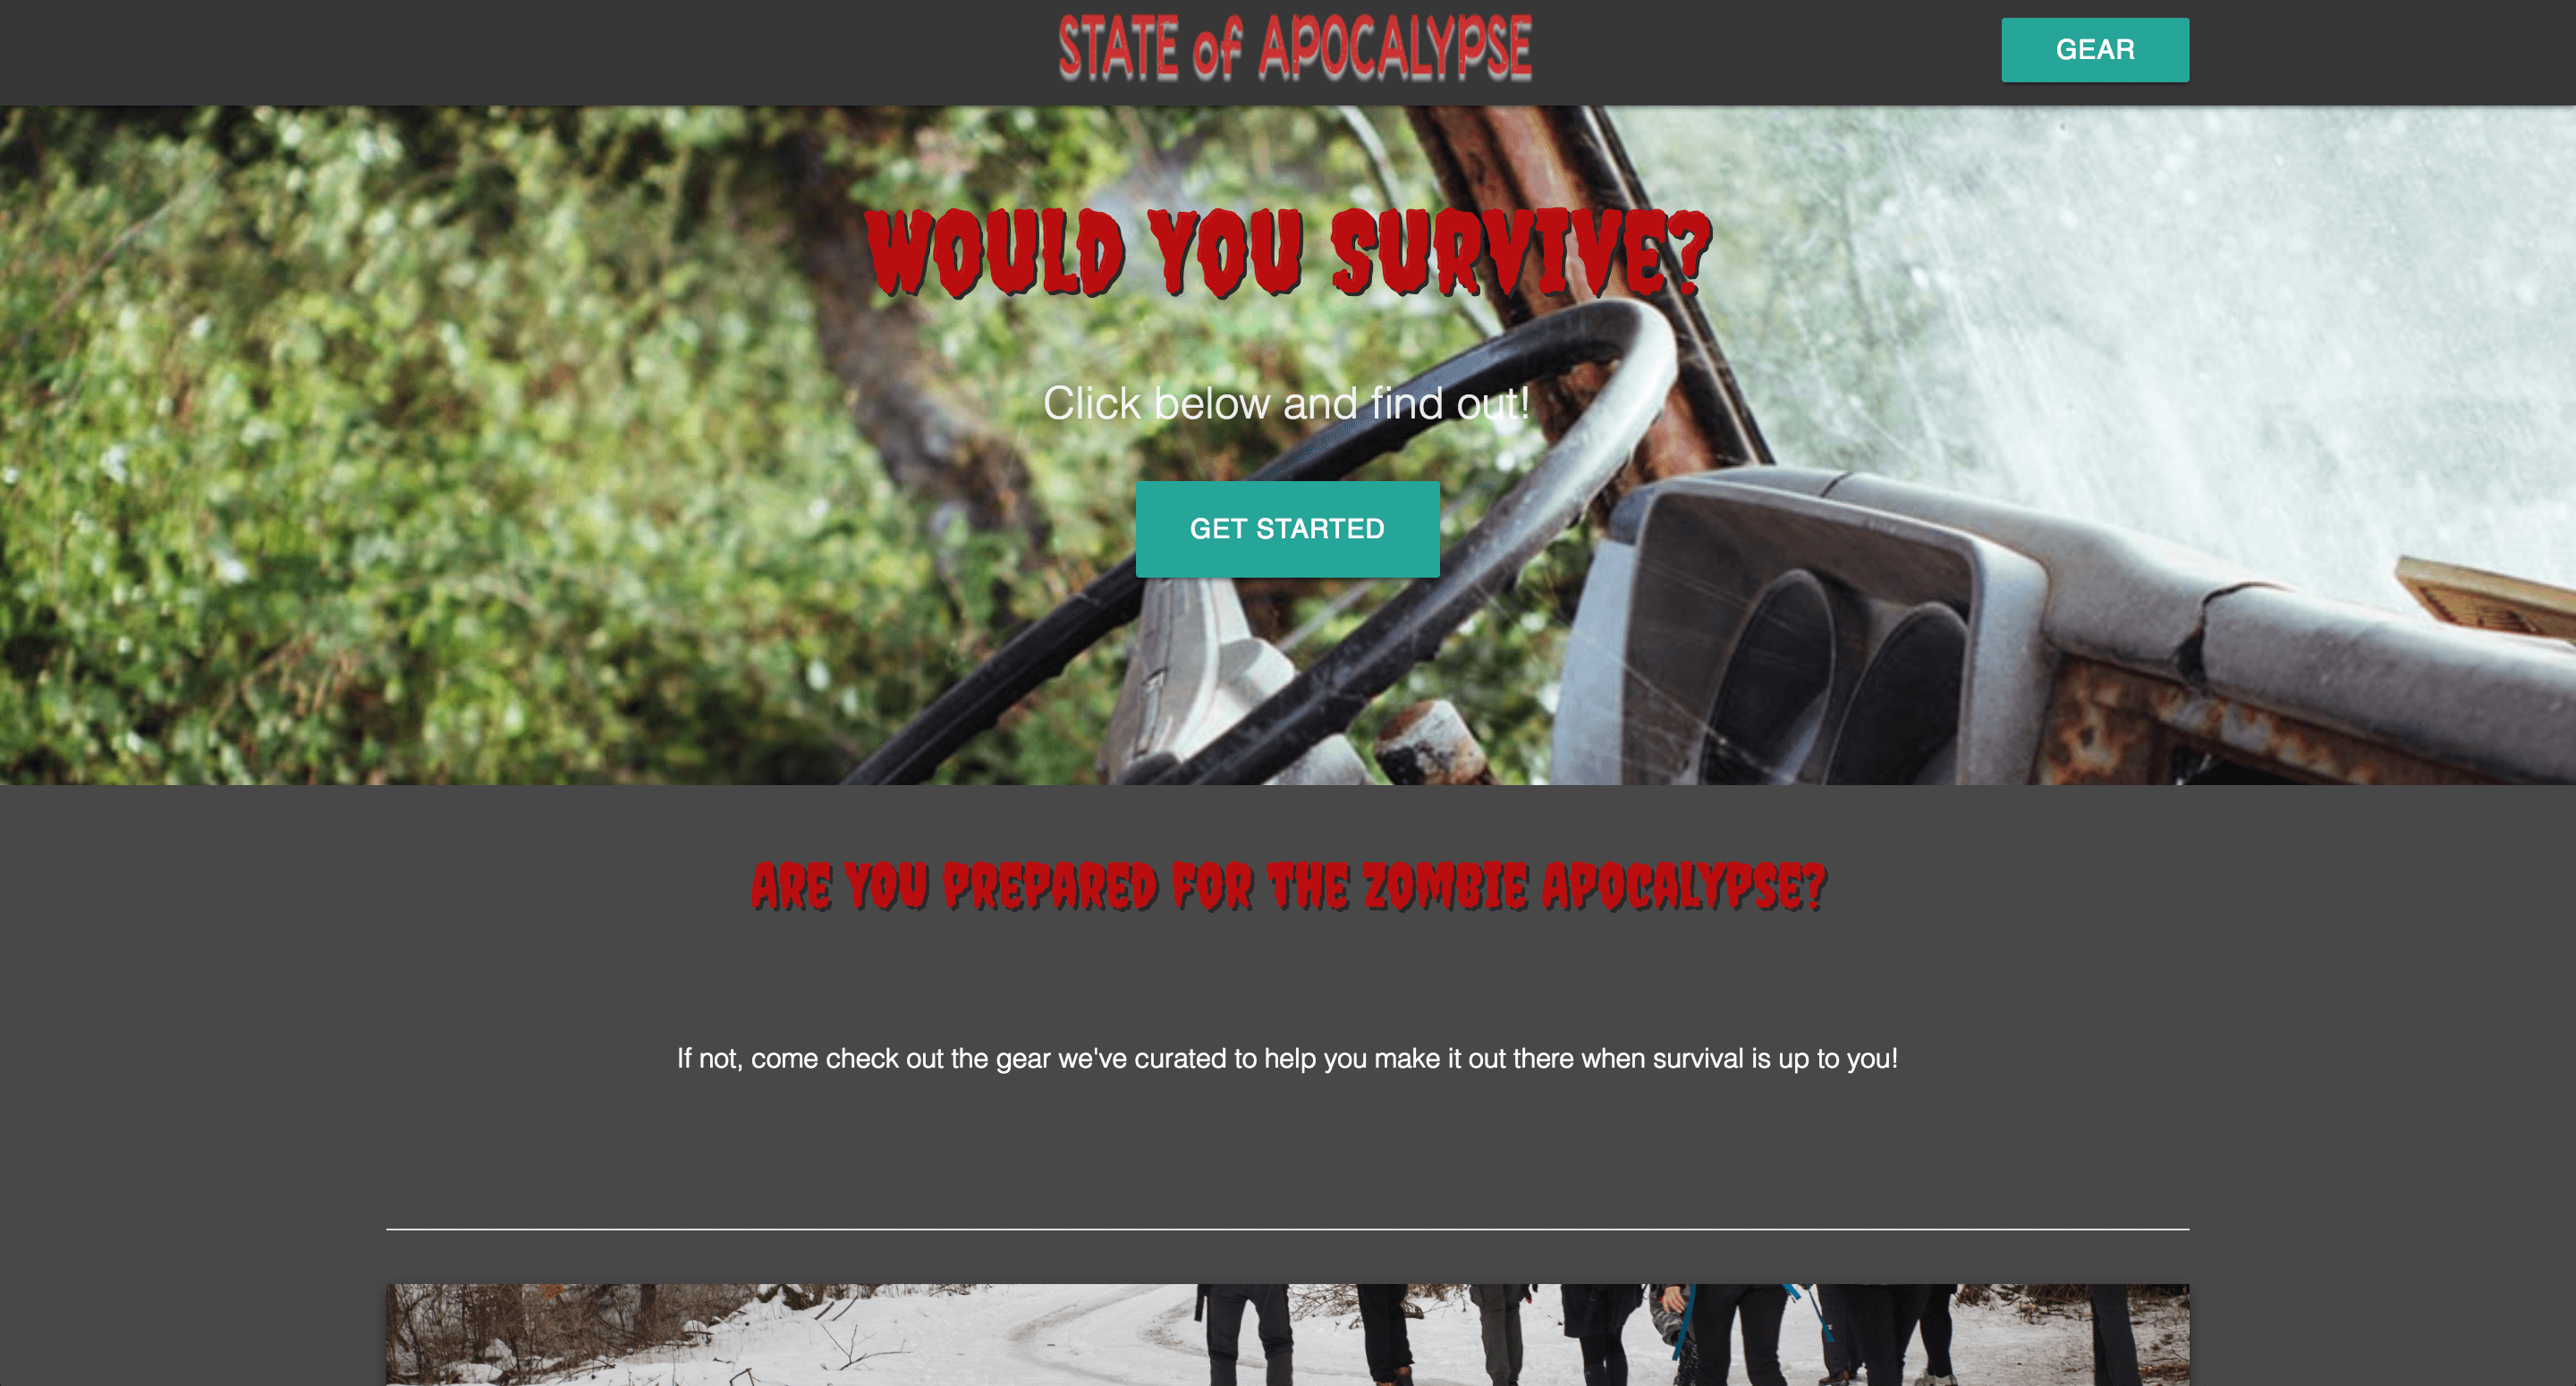 STATE of APOCALYPSE
GEAR
WOULD YOU SURVIVE?
Click below and find out!
GET STARTED
ARE YOU PREPARED FOR THE ZOMBIE APOCALYPSE?
If not, come check out the gear we've curated to help you make it out there when survival is up to you!